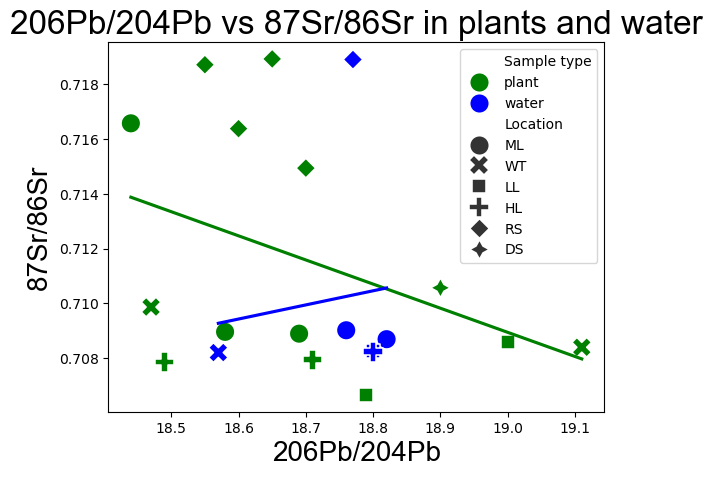 206Pb/204Pb vs 87Sr/86Sr in plants and water
Sample type
plant
water
Location
ML
WT
LL
HL
RS
DS
87Sr/86Sr
0.718
0.716
0.714
0.712
0.710
0.708
18.5 18.6 18.7 18.8 18.9 19.0 19.1
206Pb/204Pb